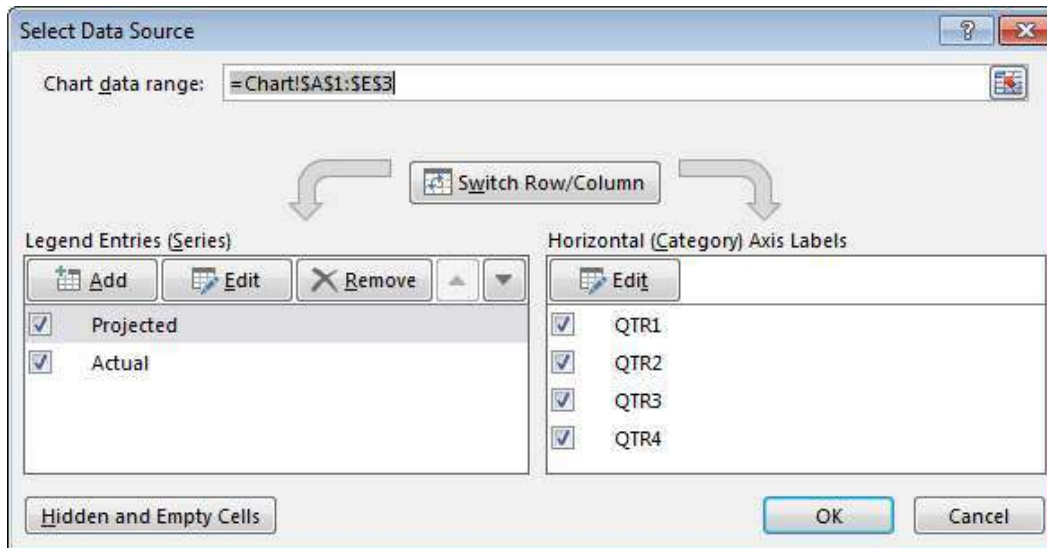 Select Data Source
Chart data range: =Chart!$A$1:$E$3
Switch Row/Column
Legend Entries (Series)
Add Edit Remove
Projected
Actual
Horizontal (Category) Axis Labels
Edit
QTR1
QTR2
QTR3
QTR4
Hidden and Empty Cells
OK
Cancel